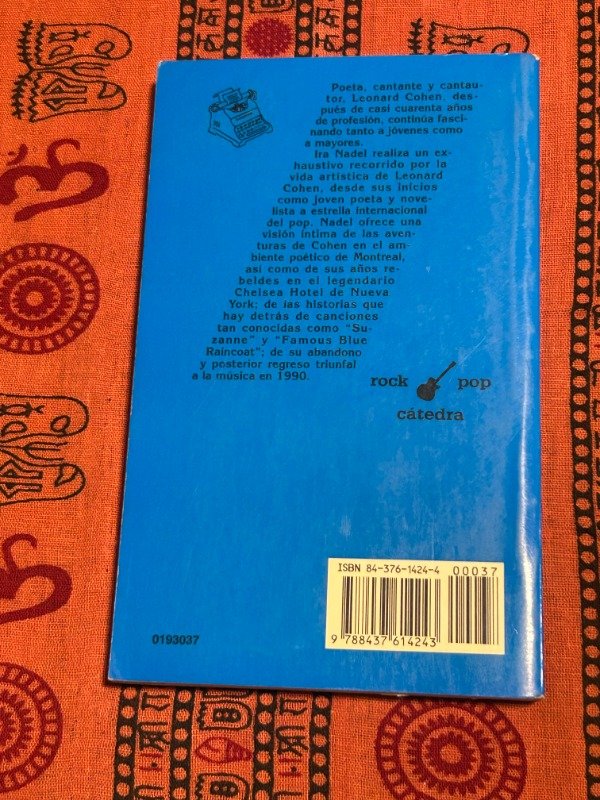 Poeta, cantante y cantau-
tor, Leonard Cohen, des-
pués de casi cuarenta años
de profesión, continúa fasci-
nando tanto a jóvenes como
a mayores.
Ira Nadel realiza un ex-
haustivo recorrido por la
vida artística de Leonard
Cohen, desde sus inicios
como joven poeta y nove-
lista a estrella internacional
del pop. Nadel ofrece una
visión íntima de las aven-
turas de Cohen en el am-
biente poético de Montreal,
así como de sus años re-
beldes en el legendario
Chelsea Hotel de Nueva
York; de las historias que
hay detrás de canciones
tan conocidas como “Su-
zanne” y “Famous Blue
Raincoat”; de su abandono
y posterior regreso triunfal
a la música en 1990.
rock pop
cátedra
ISBN 84-376-1424-4
00037
9 788437 614243
0193037